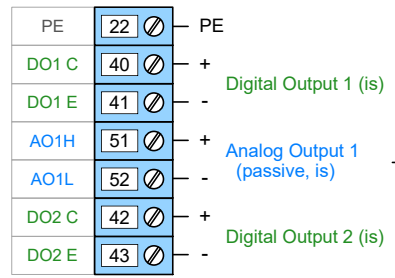 PE 22 PE
DO1 C 40 +
Digital Output 1 (is)
DO1 E 41 -
AO1H 51 +
Analog Output 1
(passive, is)
AO1L 52 -
DO2 C 42 +
Digital Output 2 (is)
DO2 E 43 -